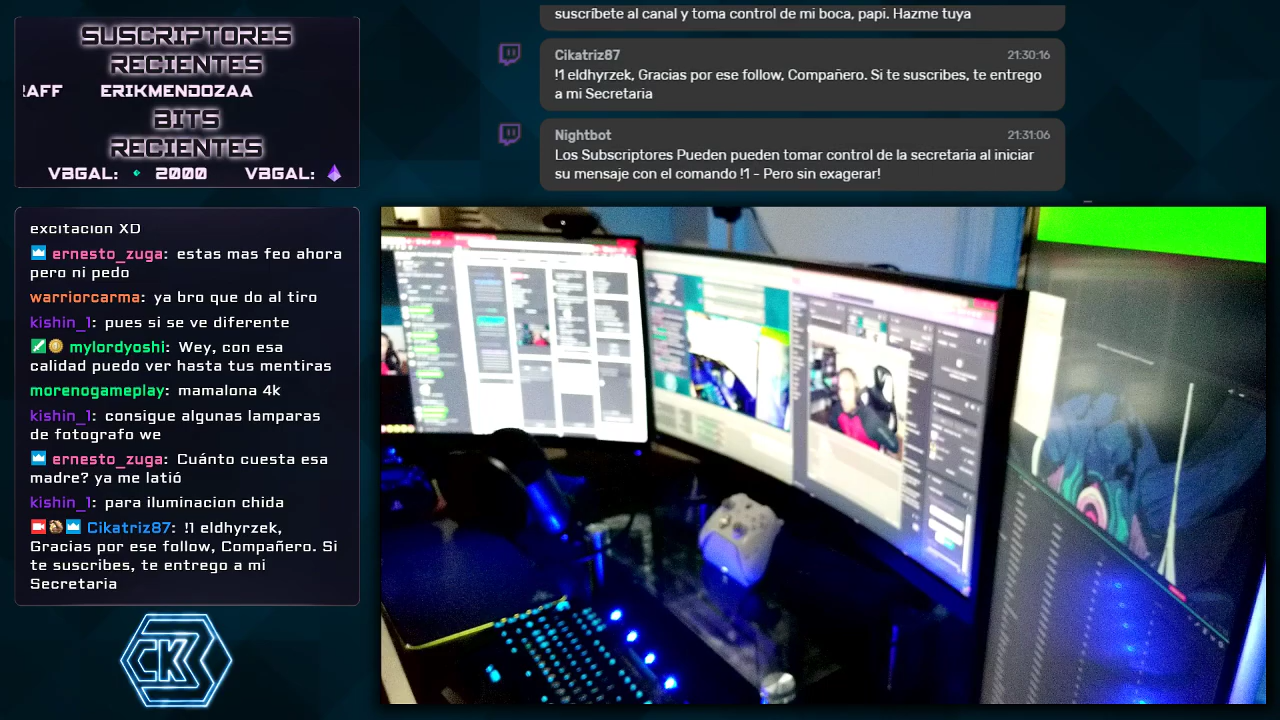 SUSCRIPTORES
RECIENTES
RAFF ERIKMENDOZAA
BITS
RECIENTES
VBGAL: 2000 VBGAL:
suscríbete al canal y toma control de mi boca, papi. Hazme tuya
Cikatriz87 21:30:16
!1 eldhyrzek, Gracias por ese follow, Compañero. Si te suscribes, te entrego
a mi Secretaria
Nightbot 21:31:06
Los Subscriptores Pueden pueden tomar control de la secretaria al iniciar
su mensaje con el comando !1 - Pero sin exagerar!
excitacion XD
ernesto_zuga: estas mas feo ahora
pero ni pedo
warriorcarma: ya bro que do al tiro
kishin_1: pues si se ve diferente
mylordyoshi: Wey, con esa
calidad puedo ver hasta tus mentiras
morenogameplay: mamalona 4k
kishin_1: consigue algunas lamparas
de fotografo we
ernesto_zuga: Cuánto cuesta esa
madre? ya me latió
kishin_1: para iluminacion chida
Cikatriz87: !1 eldhyrzek,
Gracias por ese follow, Compañero. Si
te suscribes, te entrego a mi
Secretaria